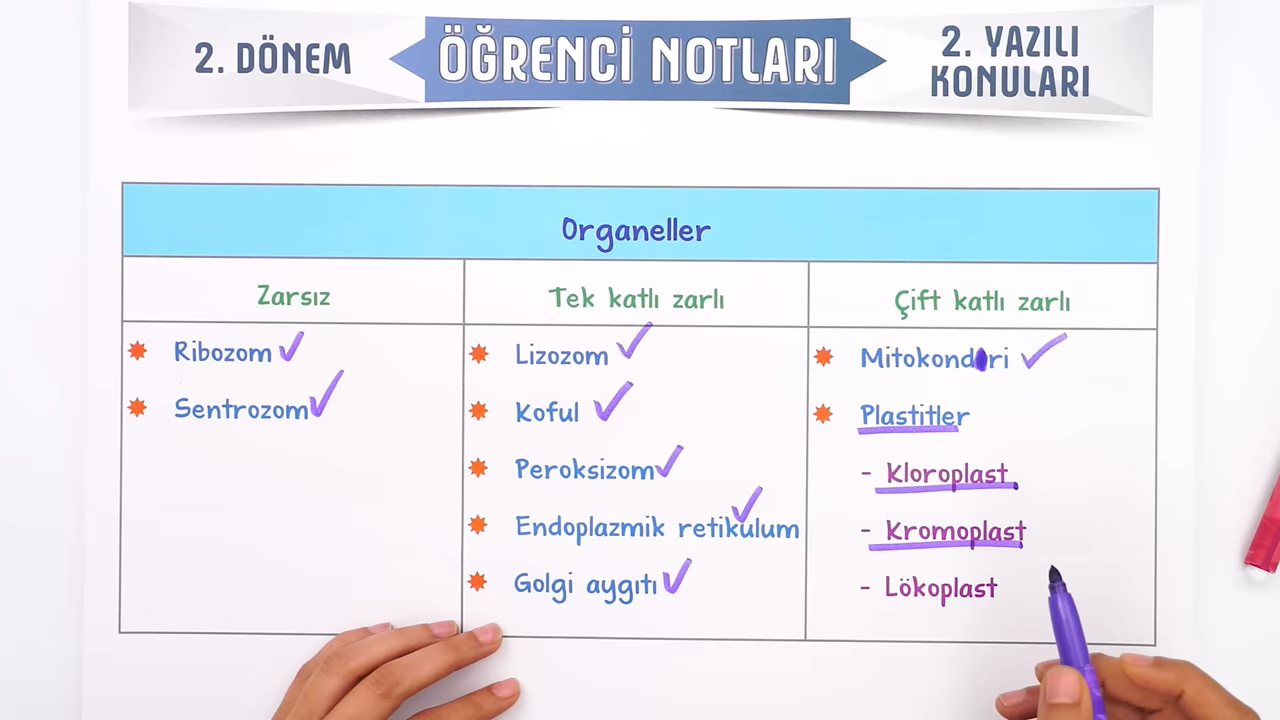 2. DÖNEM
ÖĞRENCİ NOTLARI
2. YAZILI
KONULARI
Organeller
Zarsız
Tek katlı zarlı
Çift katlı zarlı
Ribozom
Sentrozom
Lizozom
Koful
Peroksizom
Endoplazmik retikulum
Golgi aygıtı
Mitokondri
Plastitler
- Kloroplast
- Kromoplast
- Lökoplast